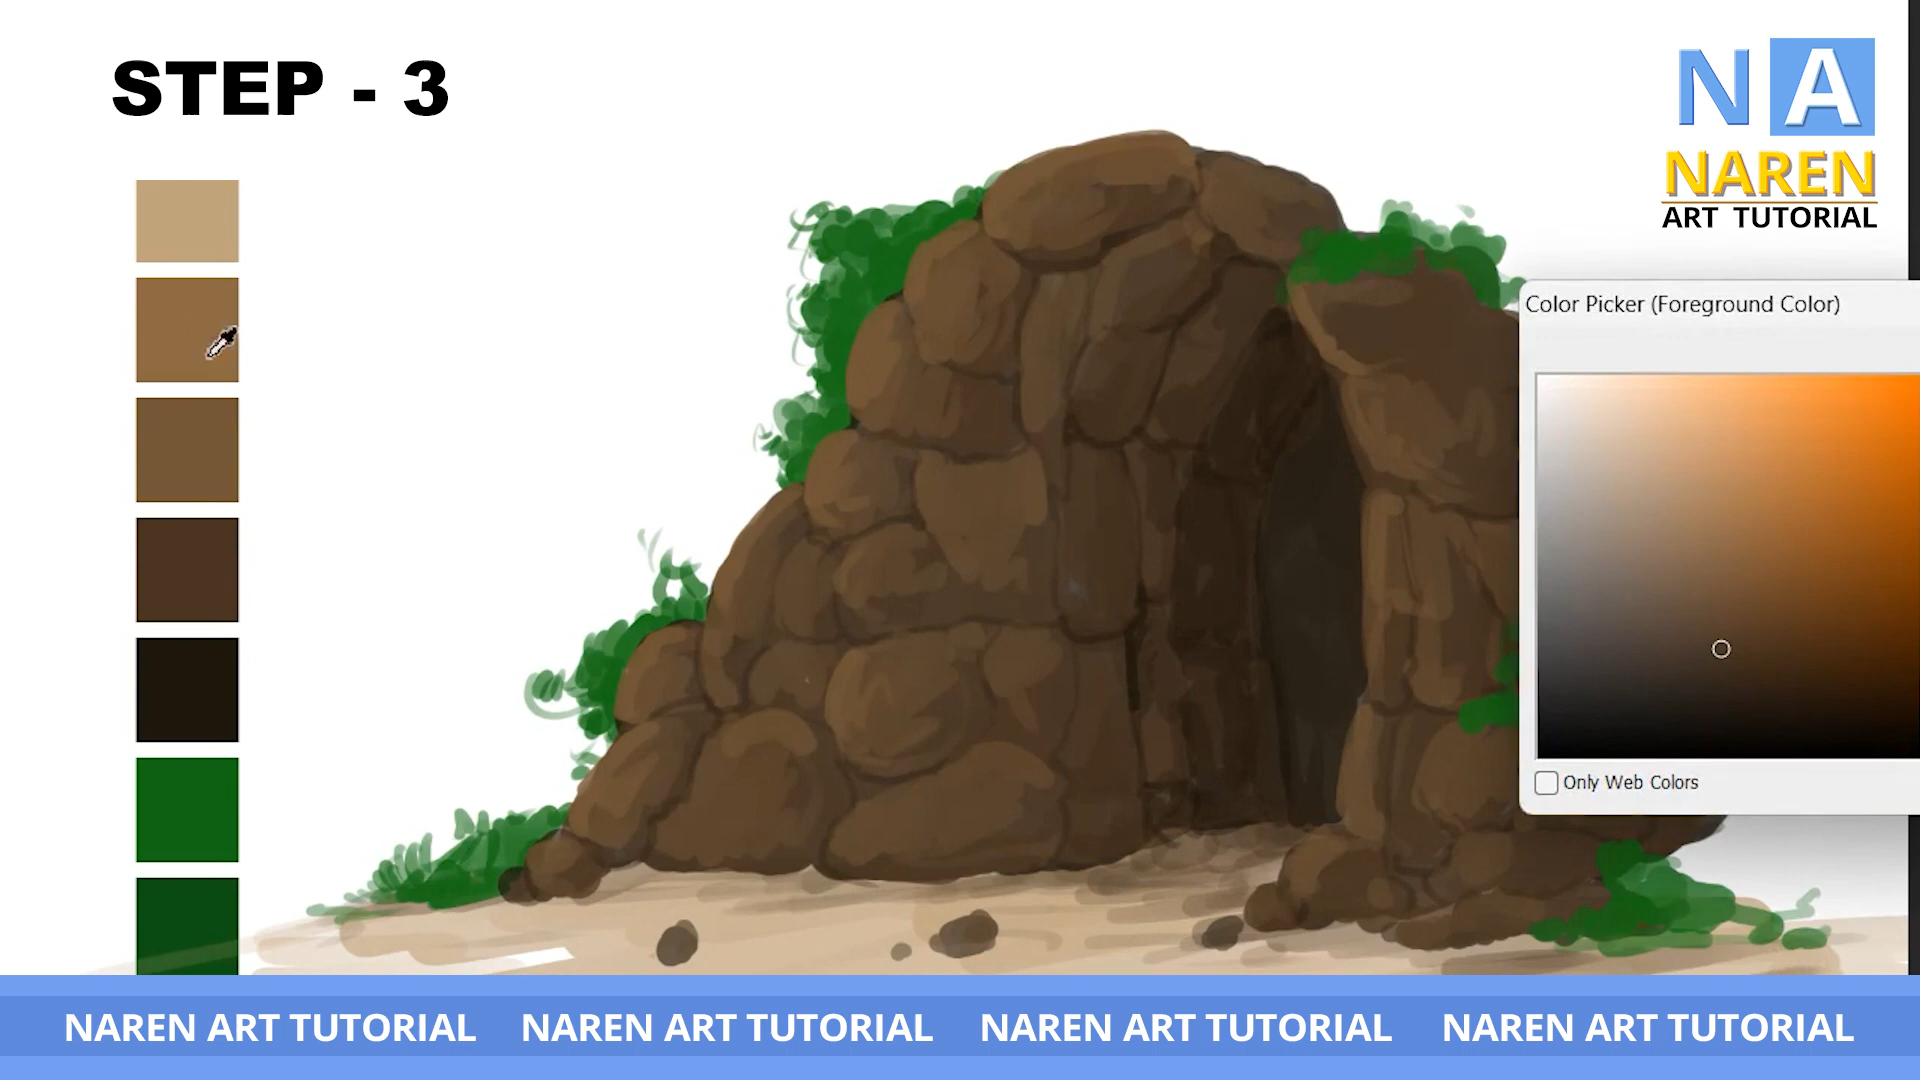 STEP - 3
N A
NAREN
ART TUTORIAL
Color Picker (Foreground Color)
Only Web Colors
NAREN ART TUTORIAL NAREN ART TUTORIAL NAREN ART TUTORIAL NAREN ART TUTORIAL